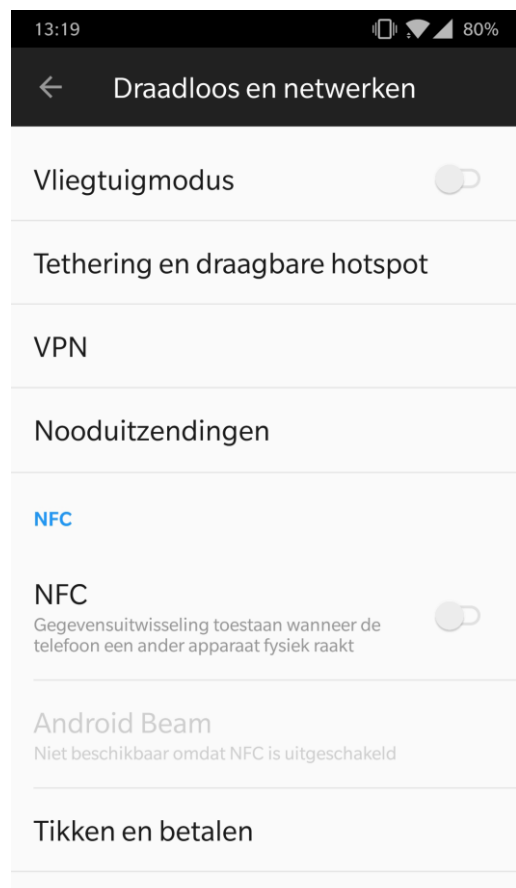 13:19 80%
Draadloos en netwerken
Vliegtuigmodus
Tethering en draagbare hotspot
VPN
Nooduitzendingen
NFC
NFC
Gegevensuitwisseling toestaan wanneer de
telefoon een ander apparaat fysiek raakt
Android Beam
Niet beschikbaar omdat NFC is uitgeschakeld
Tikken en betalen